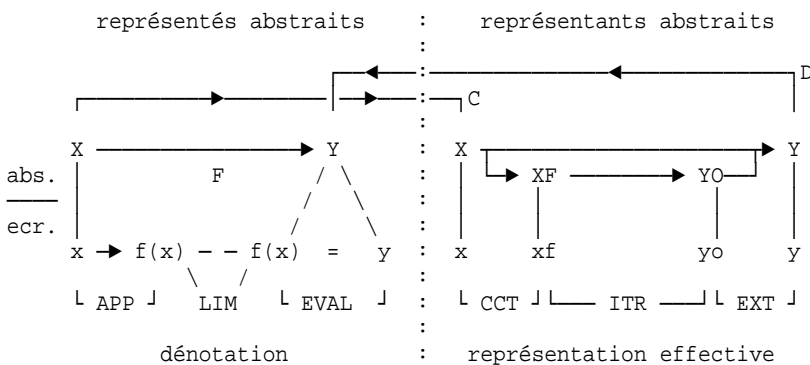 représentés abstraits : représentants abstraits
D
C
X Y : X Y
abs. F XF YO
ecr.
x f(x) f(x) = y : x xf yo y
APP LIM EVAL : CCT ITR EXT
dénotation : représentation effective